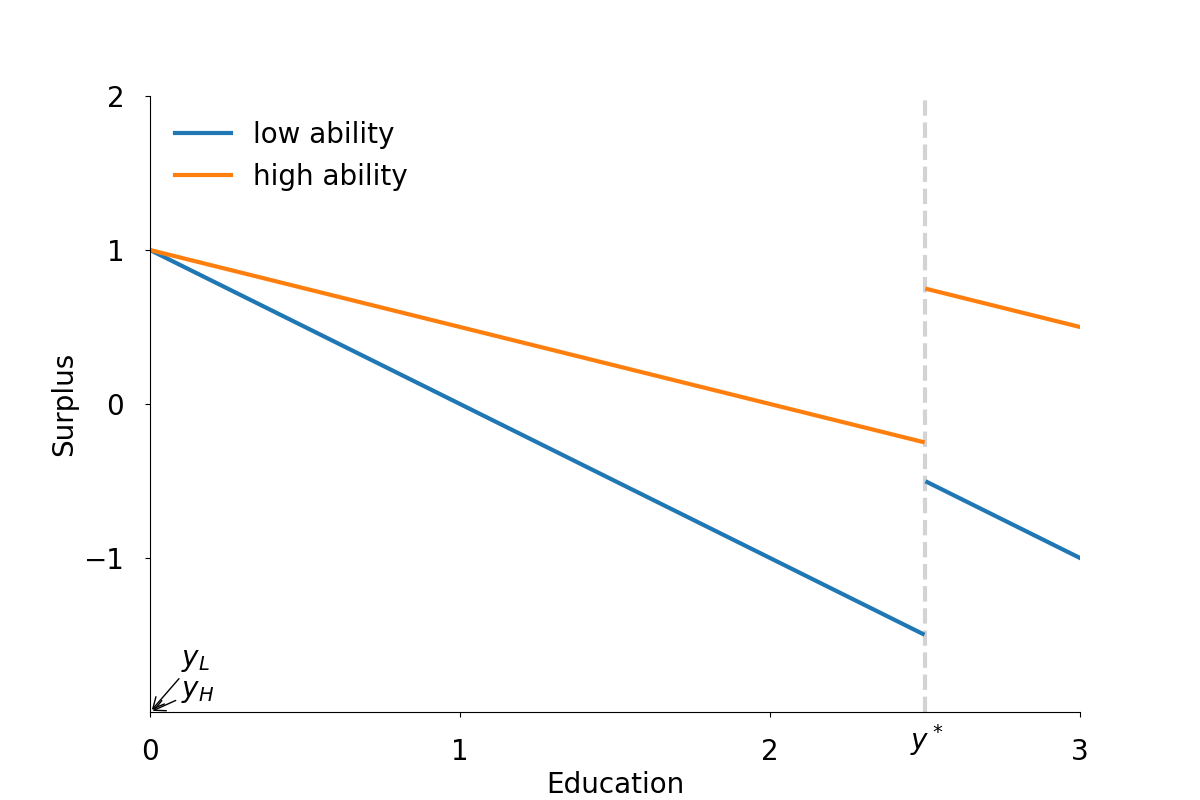 2
low ability
high ability
1
Surplus
0
−1
y_L
y_H
0
1
2
y*
3
Education